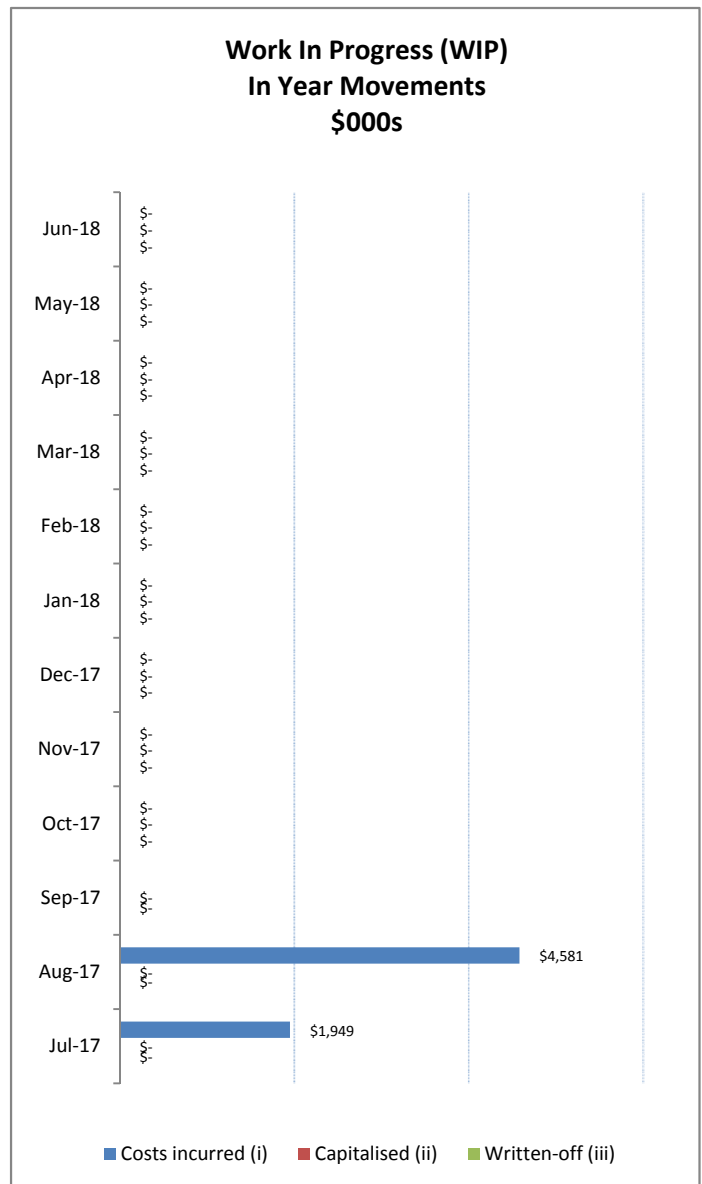 Work In Progress (WIP)
In Year Movements
$000s
Jun-18
$-
$-
$-
May-18
$-
$-
$-
Apr-18
$-
$-
$-
Mar-18
$-
$-
$-
Feb-18
$-
$-
$-
Jan-18
$-
$-
$-
Dec-17
$-
$-
$-
Nov-17
$-
$-
$-
Oct-17
$-
$-
$-
Sep-17
$-
$-
Aug-17
$4,581
$-
$-
Jul-17
$1,949
$-
$-
Costs incurred (i) Capitalised (ii) Written-off (iii)